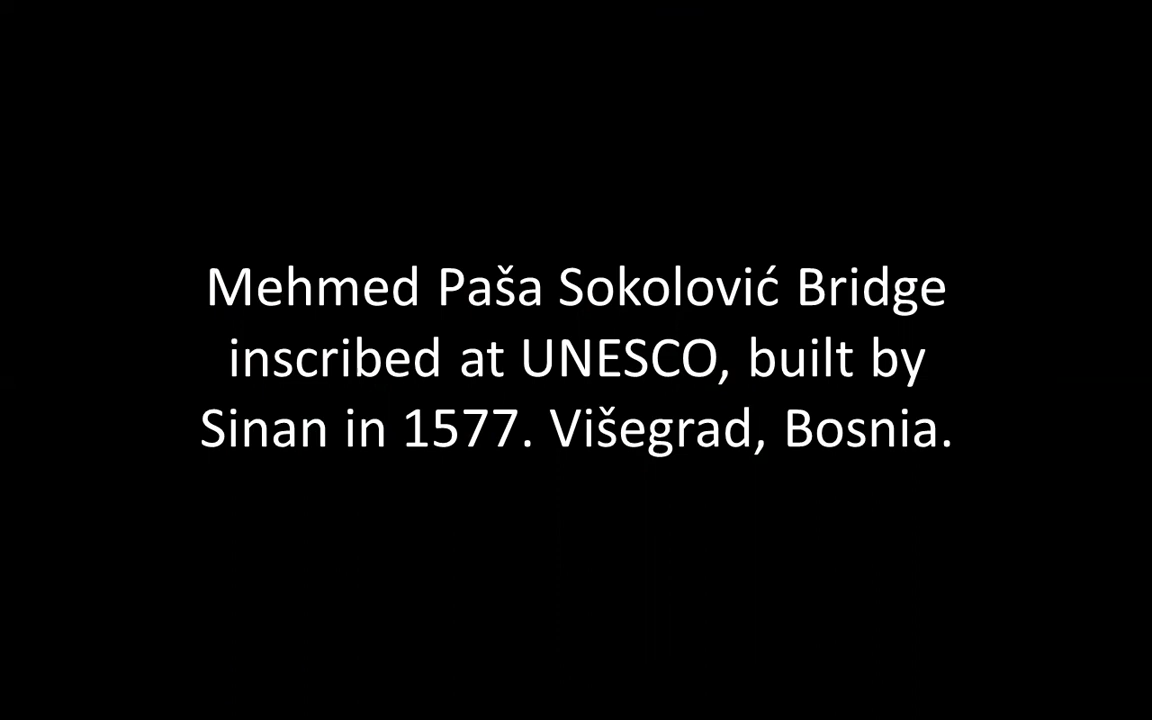 Mehmed Paša Sokolović Bridge
inscribed at UNESCO, built by
Sinan in 1577. Višegrad, Bosnia.